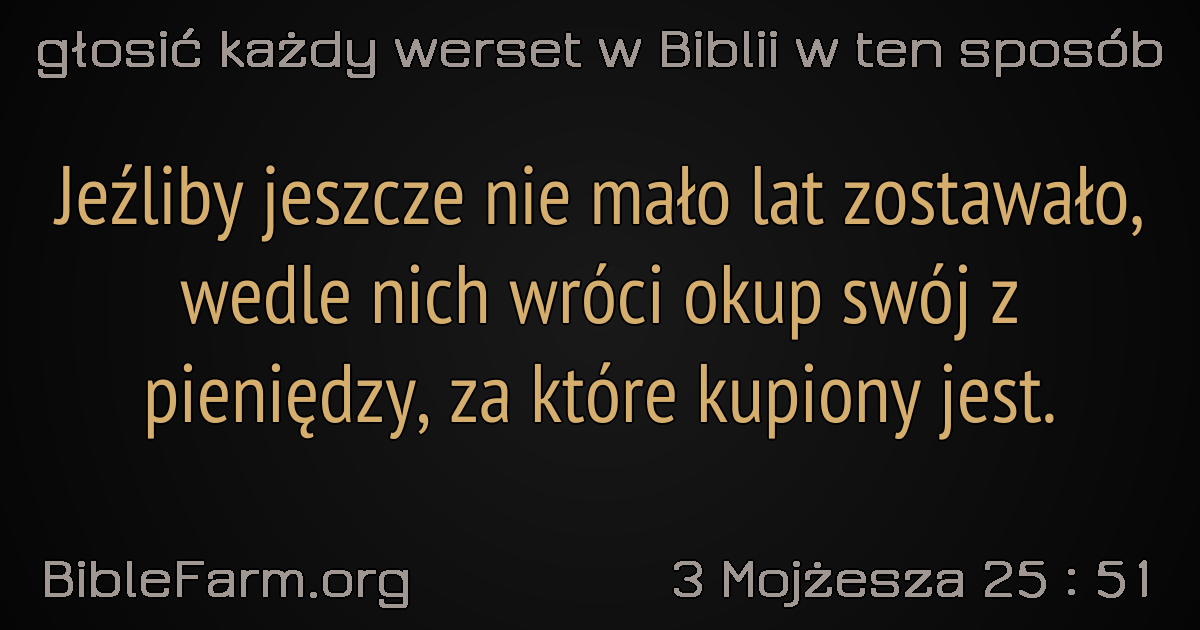 głosić każdy werset w Biblii w ten sposób
Jeźliby jeszcze nie mało lat zostawało,
wedle nich wróci okup swój z
pieniędzy, za które kupiony jest.
BibleFarm.org
3 Mojżesza 25 : 51